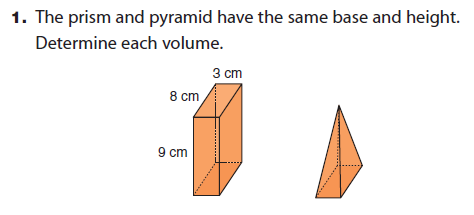 1. The prism and pyramid have the same base and height.
Determine each volume.
3 cm
8 cm
9 cm